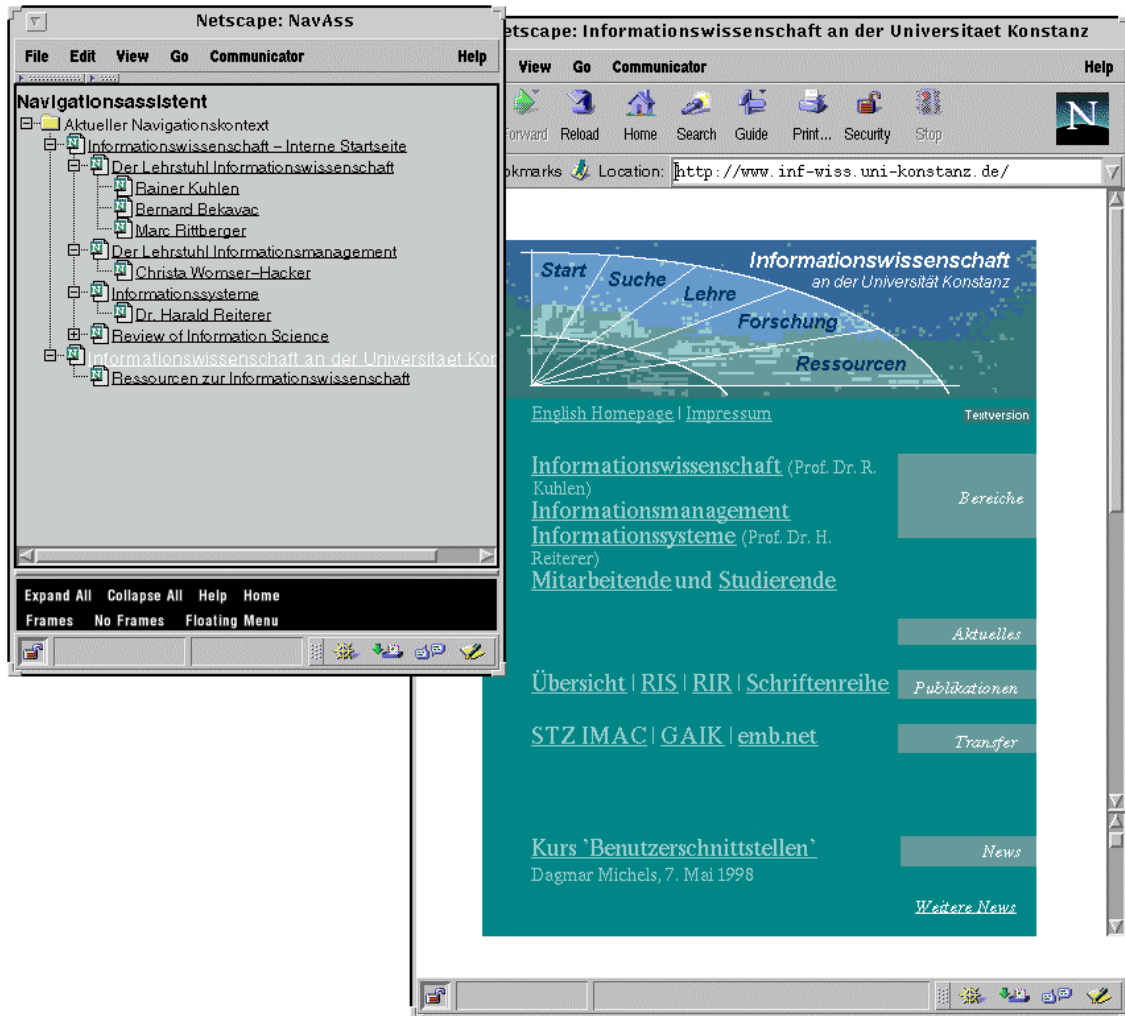 Netscape: NavAss
File Edit View Go Communicator Help
Navigationsassistent
Aktueller Navigationskontext
Informationswissenschaft – Interne Startseite
Der Lehrstuhl Informationswissenschaft
Rainer Kuhlen
Bernard Bekavac
Marc Rittberger
Der Lehrstuhl Informationsmanagement
Christa Womser–Hacker
Informationssysteme
Dr. Harald Reiterer
Review of Information Science
Informationswissenschaft an der Universitaet Kor
Ressourcen zur Informationswissenschaft
Expand All Collapse All Help Home
Frames No Frames Floating Menu
etscape: Informationswissenschaft an der Universitaet Konstanz
View Go Communicator Help
orward Reload Home Search Guide Print... Security Stop
N
okmarks Location: http://www.inf-wiss.uni-konstanz.de/
Informationswissenschaft
an der Universität Konstanz
Start
Suche
Lehre
Forschung
Ressourcen
English Homepage | Impressum Textversion
Informationswissenschaft (Prof. Dr. R.
Kuhlen)
Bereiche
Informationsmanagement
Informationssysteme (Prof. Dr. H.
Reiterer)
Mitarbeitende und Studierende
Aktuelles
Übersicht | RIS | RIR | Schriftenreihe Publikationen
STZ IMAC | GAIK | emb.net Transfer
Kurs ’Benutzerschnittstellen’ News
Dagmar Michels, 7. Mai 1998
Weitere News